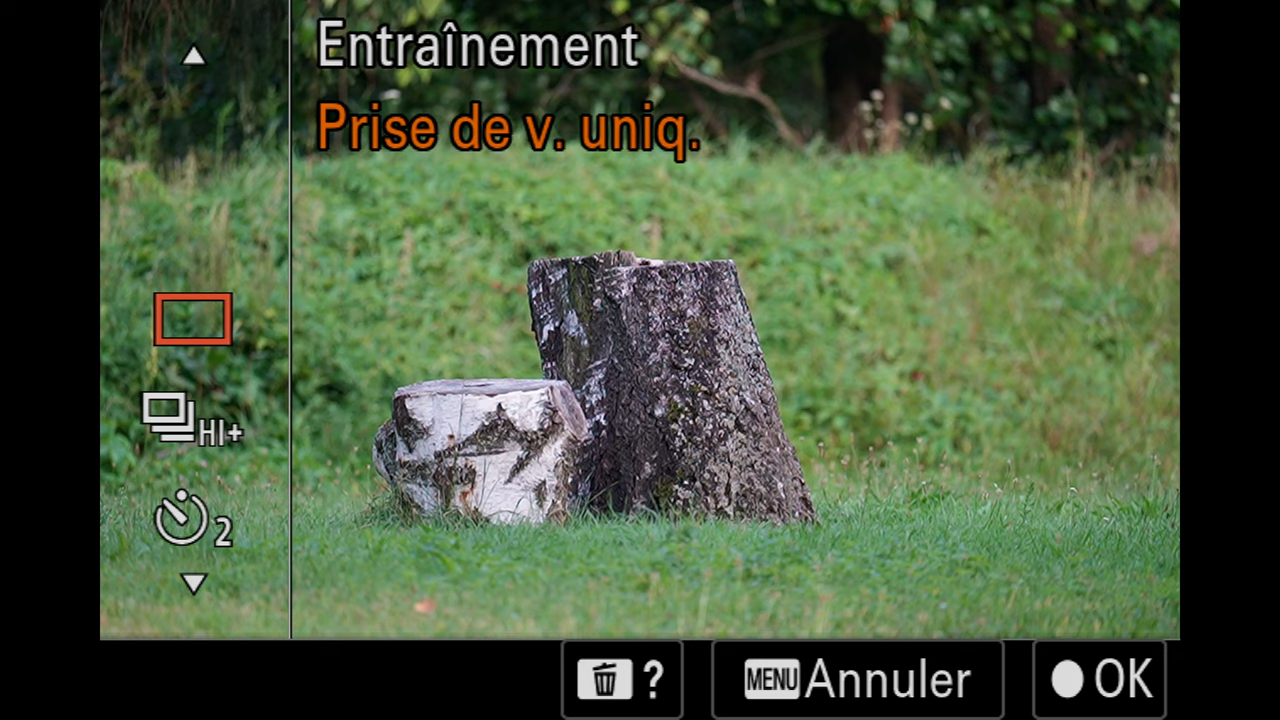 Entraînement
Prise de v. uniq.
HI+
2
? MENU Annuler OK